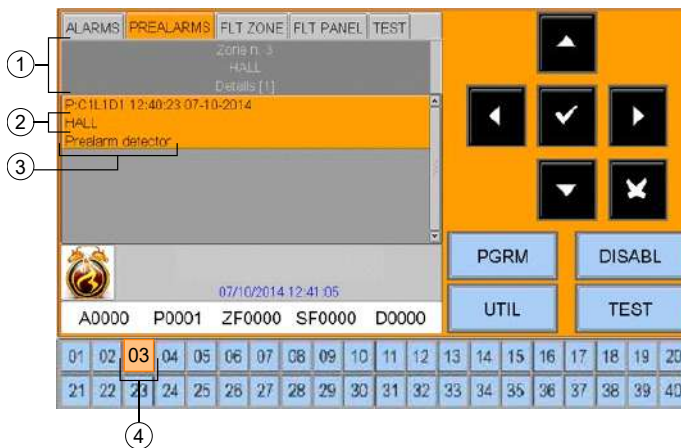 ALARMS PREALARMS FLT ZONE FLT PANEL TEST
Zone n. 3
HALL
Details [1]
P:C1L1D1 12:40:23 07-10-2014
HALL
Prealarm detector
1
2
3
07/10/2014 12:41:05
A0000 P0001 ZF0000 SF0000 D0000
PGRM DISABL
UTIL TEST
01 02 03 04 05 06 07 08 09 10 11 12 13 14 15 16 17 18 19 20
21 22 23 24 25 26 27 28 29 30 31 32 33 34 35 36 37 38 39 40
4